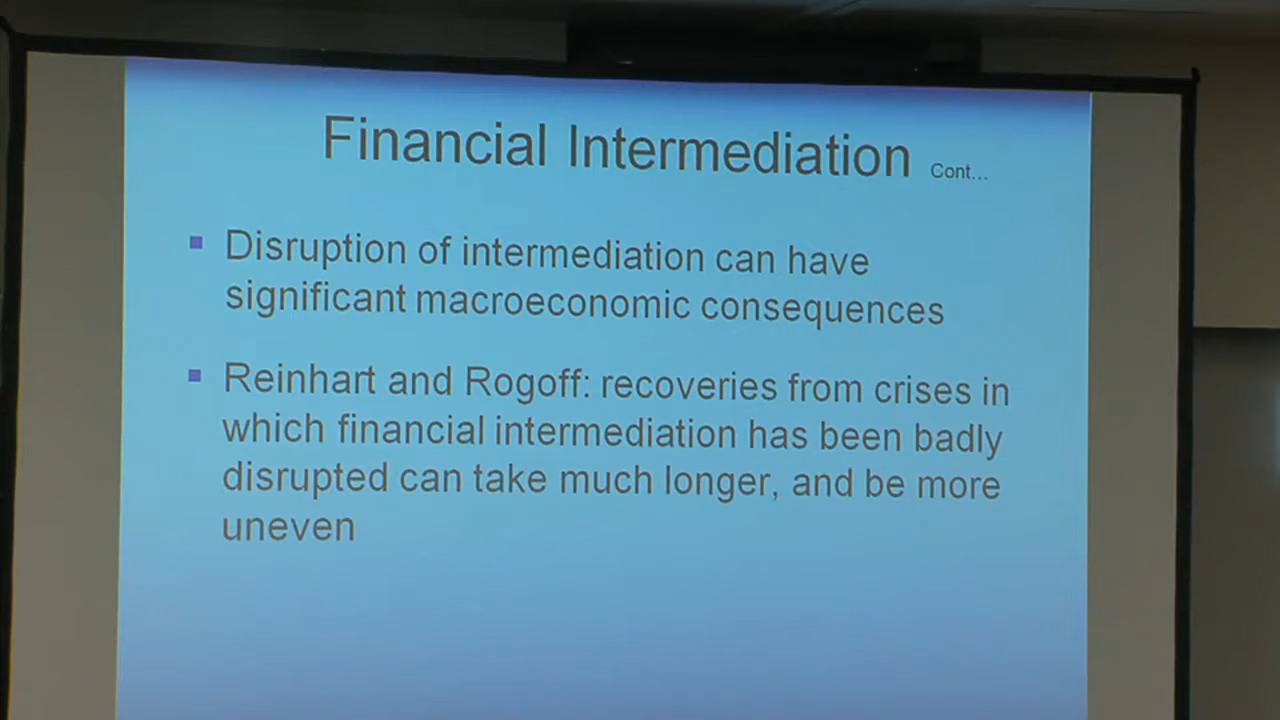 Financial Intermediation Cont...
Disruption of intermediation can have
significant macroeconomic consequences
Reinhart and Rogoff: recoveries from crises in
which financial intermediation has been badly
disrupted can take much longer, and be more
uneven